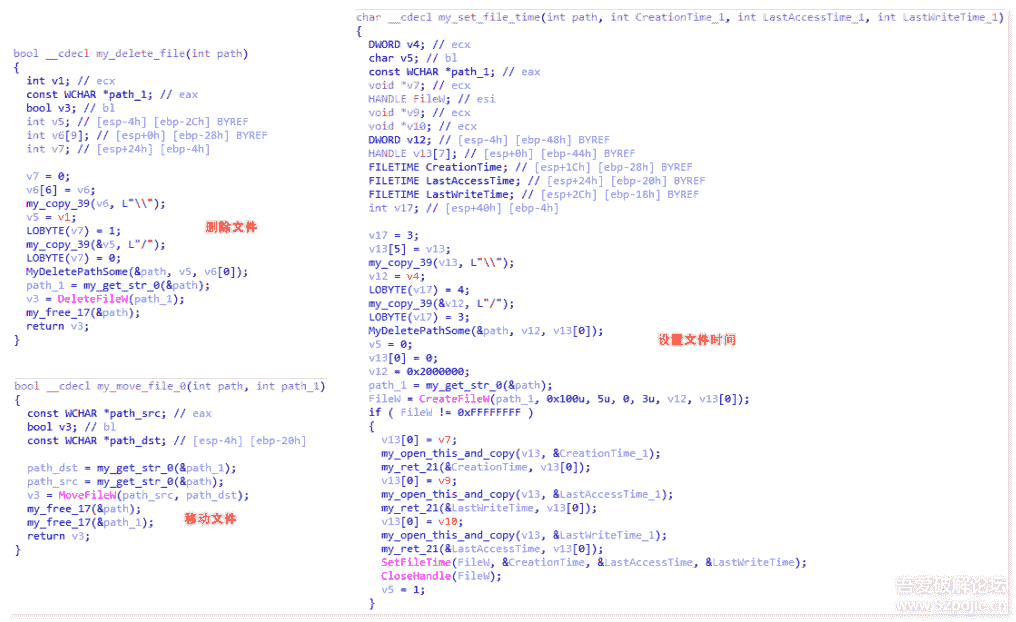 bool __cdecl my_delete_file(int path)
{
int v1; // ecx
const WCHAR *path_1; // eax
bool v3; // bl
int v5; // [esp-4h] [ebp-2Ch] BYREF
int v6[9]; // [esp+0h] [ebp-28h] BYREF
int v7; // [esp+24h] [ebp-4h]
v7 = 0;
v6[6] = v6;
my_copy_39(v6, L"\\");
v5 = v1;
LOBYTE(v7) = 1;
my_copy_39(&v5, L"/");
LOBYTE(v7) = 0;
MyDeletPathSome(&path, v5, v6[0]);
path_1 = my_get_str_0(&path);
v3 = DeleteFileW(path_1);
my_free_17(&path);
return v3;
}
删除文件
bool __cdecl my_move_file_0(int path, int path_1)
{
const WCHAR *path_src; // eax
bool v3; // bl
const WCHAR *path_dst; // [esp-4h] [ebp-20h]
path_dst = my_get_str_0(&path_1);
path_src = my_get_str_0(&path);
v3 = MoveFileW(path_src, path_dst);
my_free_17(&path);
my_free_17(&path_1);
return v3;
}
移动文件
char __cdecl my_set_file_time(int path, int CreationTime_1, int LastAccessTime_1, int LastWriteTime_1)
{
DWORD v4; // ecx
char v5; // bl
const WCHAR *path_1; // eax
void *v7; // ecx
HANDLE FileW; // esi
void *v9; // ecx
void *v10; // ecx
DWORD v12; // [esp-4h] [ebp-48h] BYREF
HANDLE v13[7]; // [esp+0h] [ebp-44h] BYREF
FILETIME CreationTime; // [esp+1Ch] [ebp-28h] BYREF
FILETIME LastAccessTime; // [esp+24h] [ebp-20h] BYREF
FILETIME LastWriteTime; // [esp+2Ch] [ebp-18h] BYREF
int v17; // [esp+40h] [ebp-4h]
v17 = 3;
v13[5] = v13;
my_copy_39(v13, L"\\");
v12 = v4;
LOBYTE(v17) = 4;
my_copy_39(&v12, L"/");
LOBYTE(v17) = 3;
MyDeletPathSome(&path, v12, v13[0]);
v5 = 0;
v13[0] = 0;
v12 = 0x2000000;
path_1 = my_get_str_0(&path);
FileW = CreateFileW(path_1, 0x100u, 5u, 0, 3u, v12, v13[0]);
if ( FileW != 0xFFFFFFFF )
{
v13[0] = v7;
my_open_this_and_copy(v13, &CreationTime_1);
my_ret_21(&CreationTime, v13[0]);
v13[0] = v9;
my_open_this_and_copy(v13, &LastAccessTime_1);
my_ret_21(&LastWriteTime, v13[0]);
v13[0] = v10;
my_open_this_and_copy(v13, &LastWriteTime_1);
my_ret_21(&LastAccessTime, v13[0]);
SetFileTime(FileW, &CreationTime, &LastAccessTime, &LastWriteTime);
CloseHandle(FileW);
v5 = 1;
}
设置文件时间
吾爱破解论坛
www.52pojie.cn